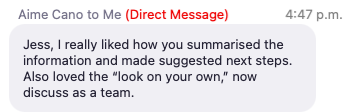 Aime Cano to Me (Direct Message) 4:47 p.m.
Jess, I really liked how you summarised the
information and made suggested next steps.
Also loved the “look on your own,” now
discuss as a team.